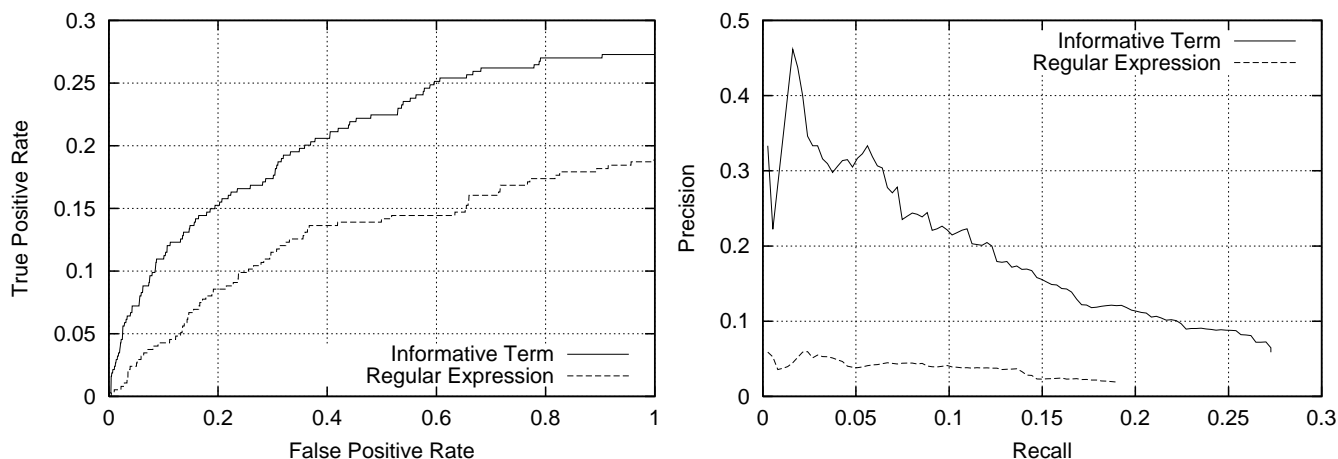 0.3
0.25
0.2
0.15
0.1
0.05
0
0 0.2 0.4 0.6 0.8 1
True Positive Rate
False Positive Rate
Informative Term
Regular Expression
0.5
0.4
0.3
0.2
0.1
0
0 0.05 0.1 0.15 0.2 0.25 0.3
Precision
Recall
Informative Term
Regular Expression